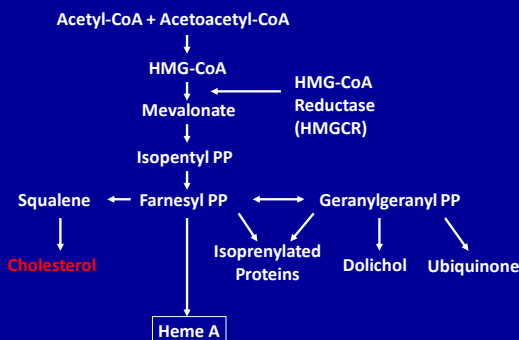 Acetyl-CoA + Acetoacetyl-CoA
HMG-CoA
HMG-CoA
Reductase
(HMGCR)
Mevalonate
Isopentyl PP
Squalene
Farnesyl PP
Geranylgeranyl PP
Cholesterol
Isoprenylated
Proteins
Dolichol
Ubiquinone
Heme A